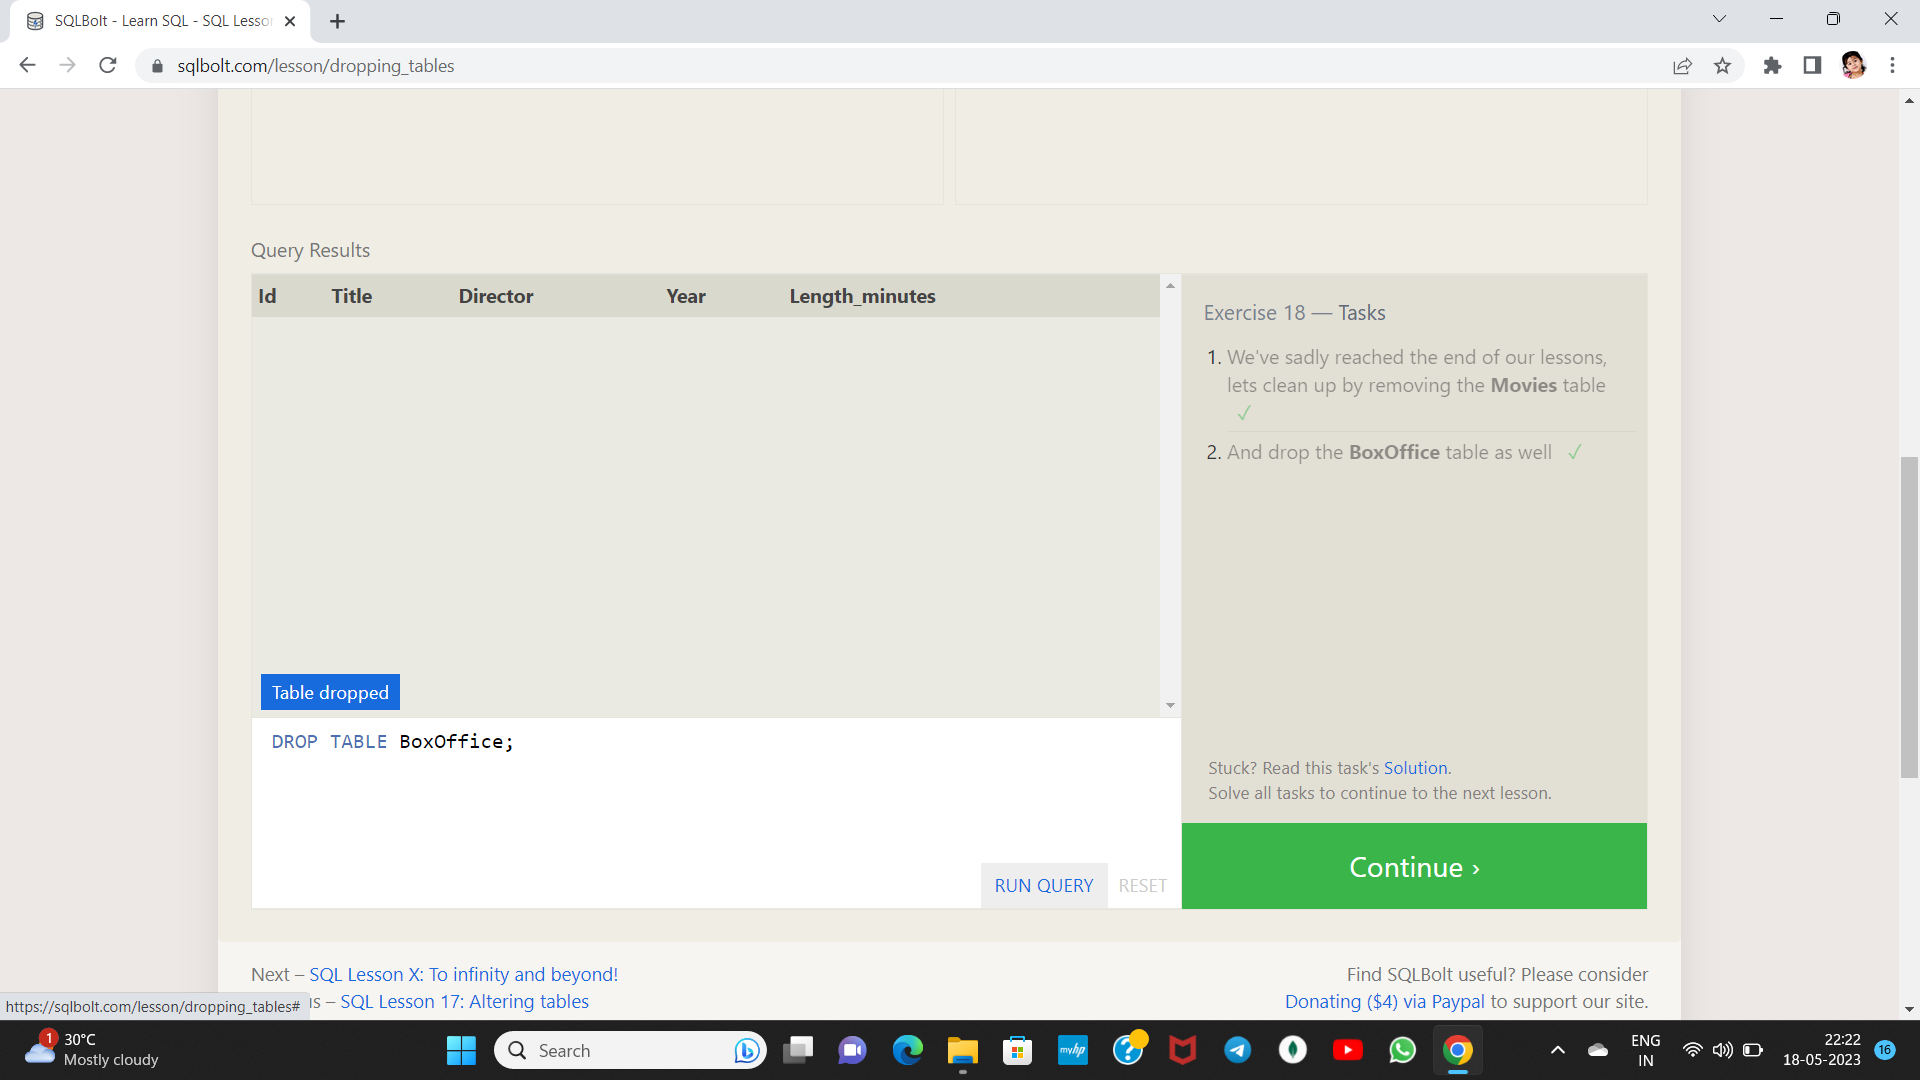 SQLBolt - Learn SQL - SQL Lesso
sqlbolt.com/lesson/dropping_tables
Query Results
Id Title Director Year Length_minutes
Exercise 18 — Tasks
1. We've sadly reached the end of our lessons,
lets clean up by removing the Movies table
✓
2. And drop the BoxOffice table as well ✓
Table dropped
DROP TABLE BoxOffice;
Stuck? Read this task's Solution.
Solve all tasks to continue to the next lesson.
RUN QUERY RESET
Continue ›
Next – SQL Lesson X: To infinity and beyond!
Find SQLBolt useful? Please consider
https://sqlbolt.com/lesson/dropping_tables#
us – SQL Lesson 17: Altering tables
Donating ($4) via Paypal to support our site.
1
30°C
Mostly cloudy
Search
myhp
ENG
IN
22:22
18-05-2023
16